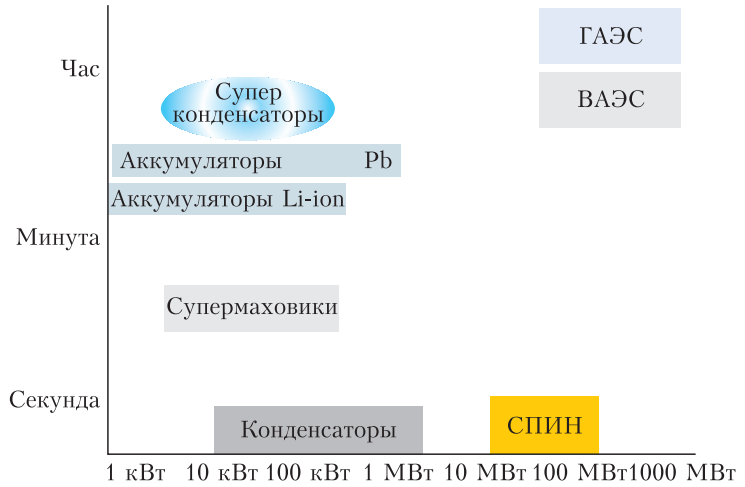 ГАЭС
Час
Супер
конденсаторы
ВАЭС
Аккумуляторы Pb
Аккумуляторы Li-ion
Минута
Супермаховики
Секунда
Конденсаторы
СПИН
1 кВт 10 кВт 100 кВт 1 МВт 10 МВт 100 МВт 1000 МВт